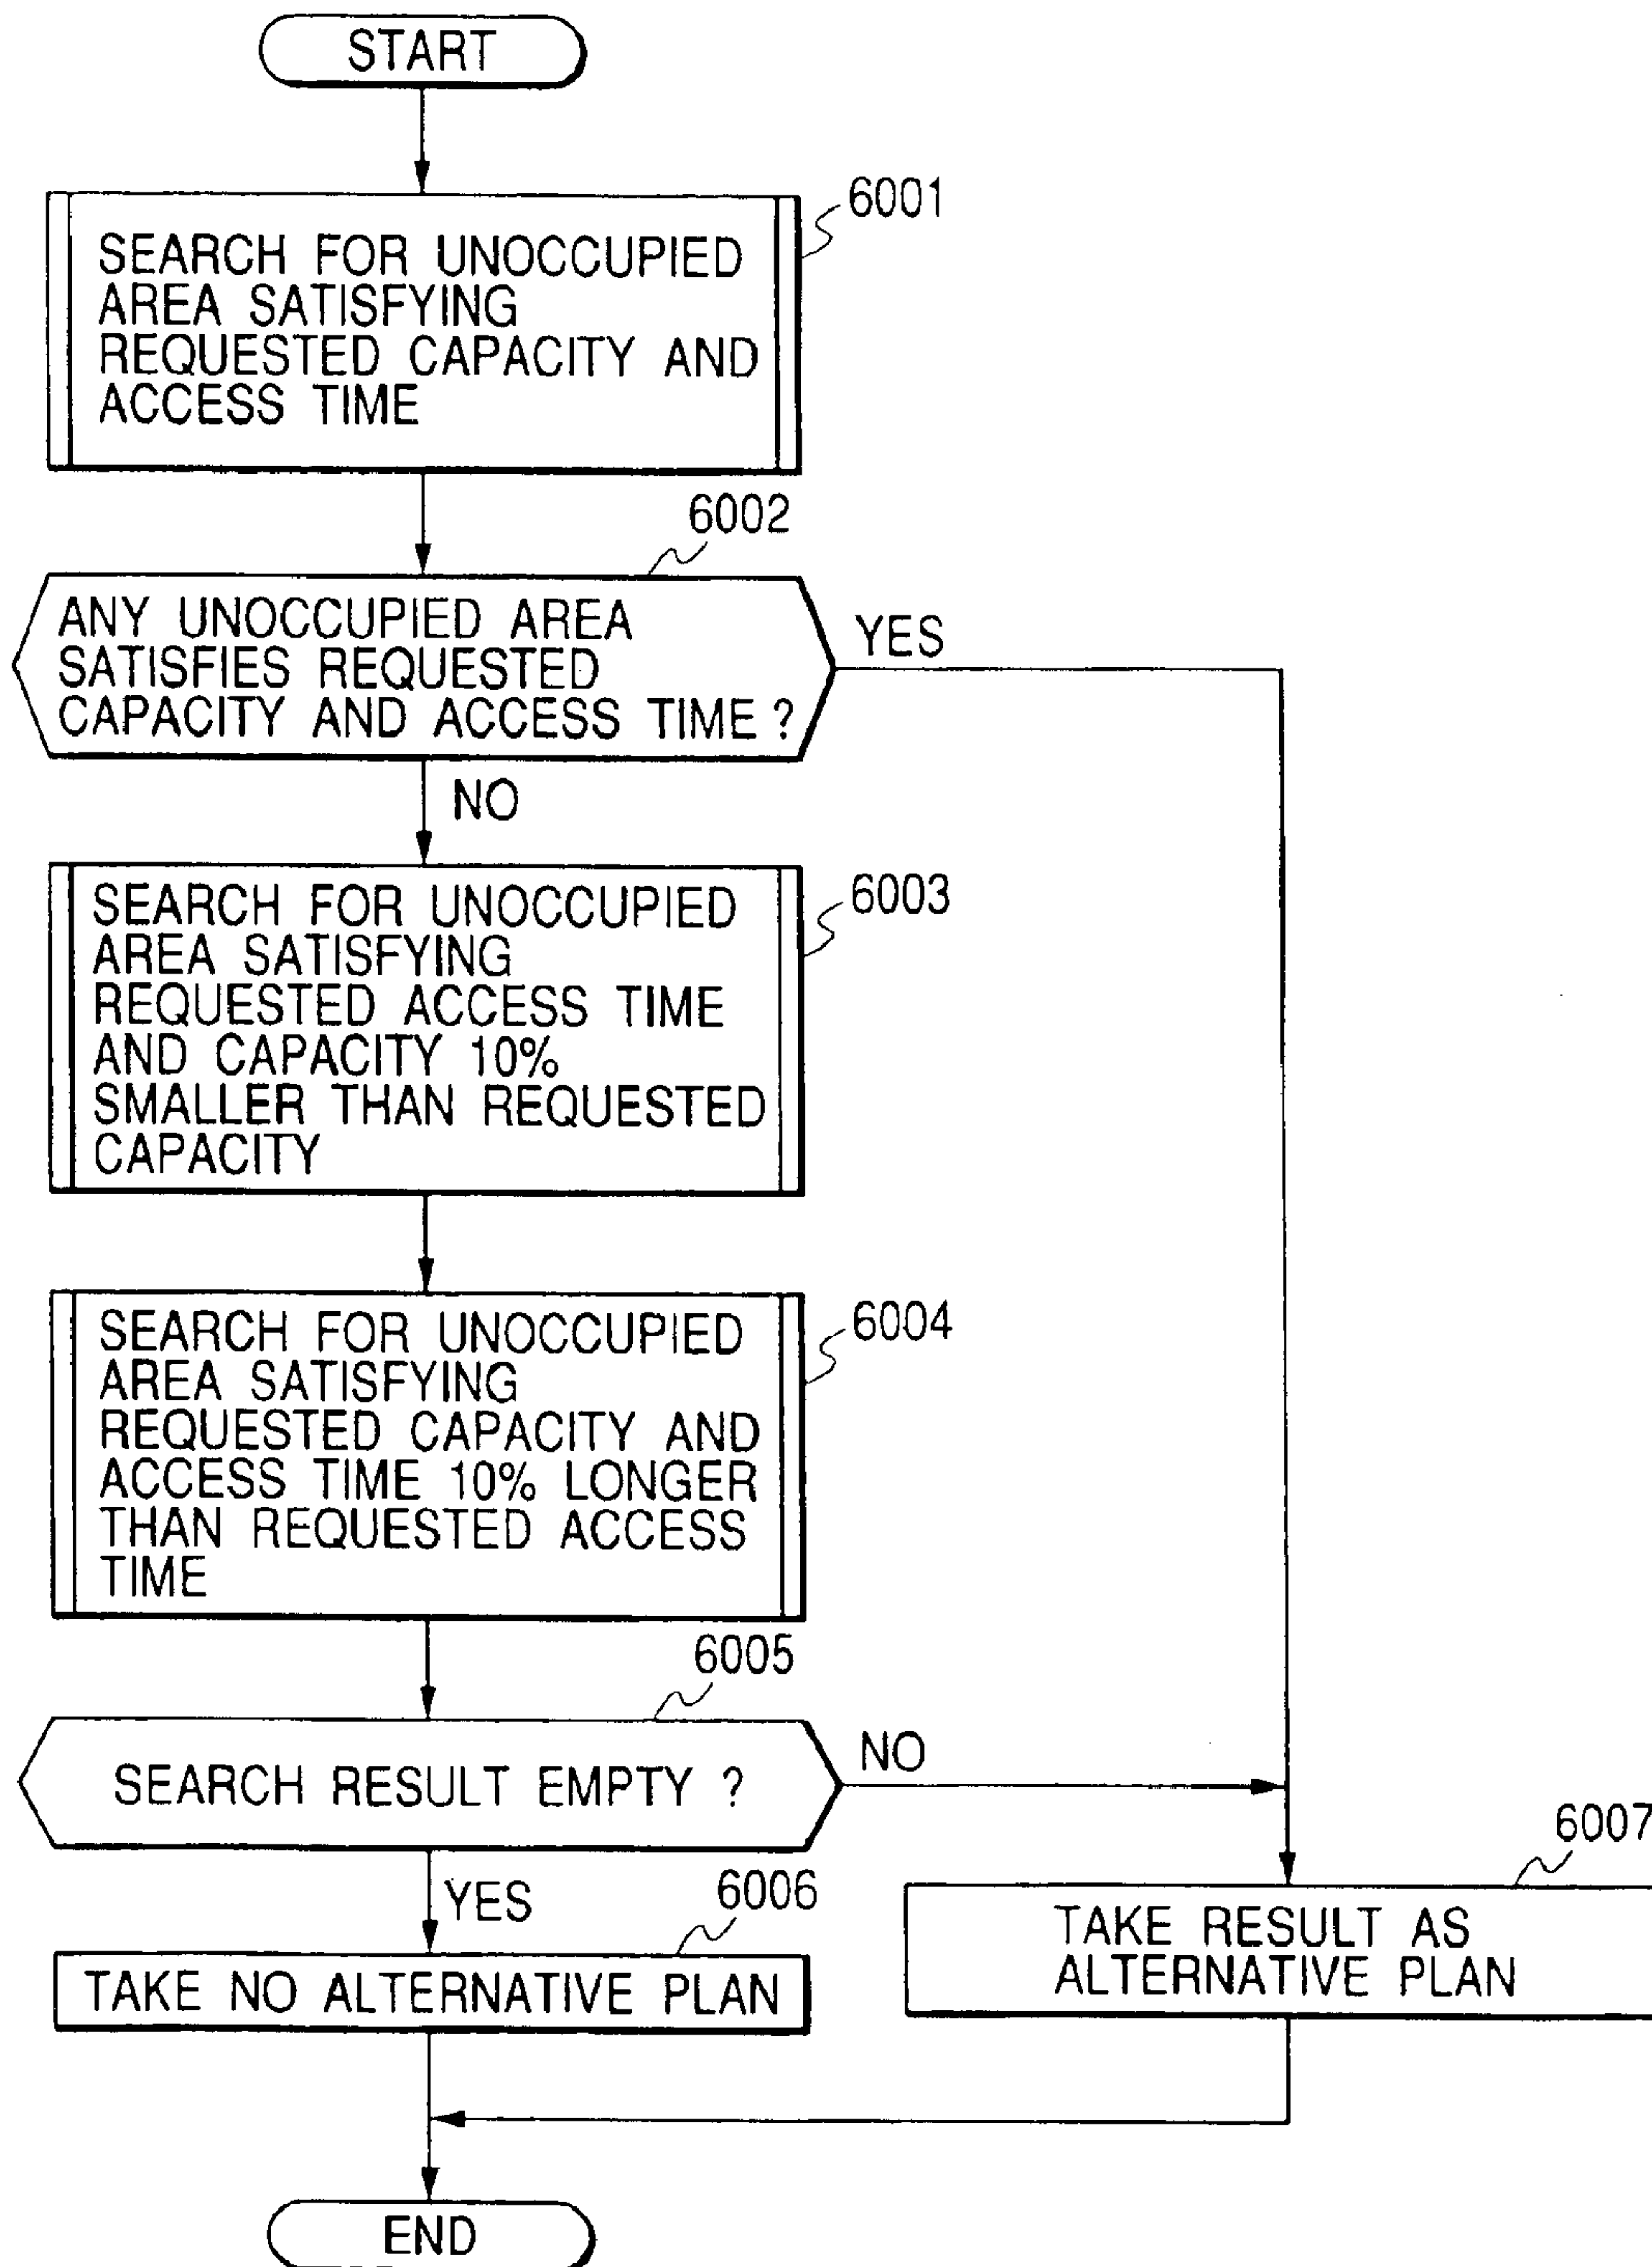 START
6001
SEARCH FOR UNOCCUPIED
AREA SATISFYING
REQUESTED CAPACITY AND
ACCESS TIME
6002
ANY UNOCCUPIED AREA
SATISFIES REQUESTED
CAPACITY AND ACCESS TIME ?
YES
NO
6003
SEARCH FOR UNOCCUPIED
AREA SATISFYING
REQUESTED ACCESS TIME
AND CAPACITY 10%
SMALLER THAN REQUESTED
CAPACITY
6004
SEARCH FOR UNOCCUPIED
AREA SATISFYING
REQUESTED CAPACITY AND
ACCESS TIME 10% LONGER
THAN REQUESTED ACCESS
TIME
6005
SEARCH RESULT EMPTY ?
NO
YES
6006
TAKE NO ALTERNATIVE PLAN
6007
TAKE RESULT AS
ALTERNATIVE PLAN
END